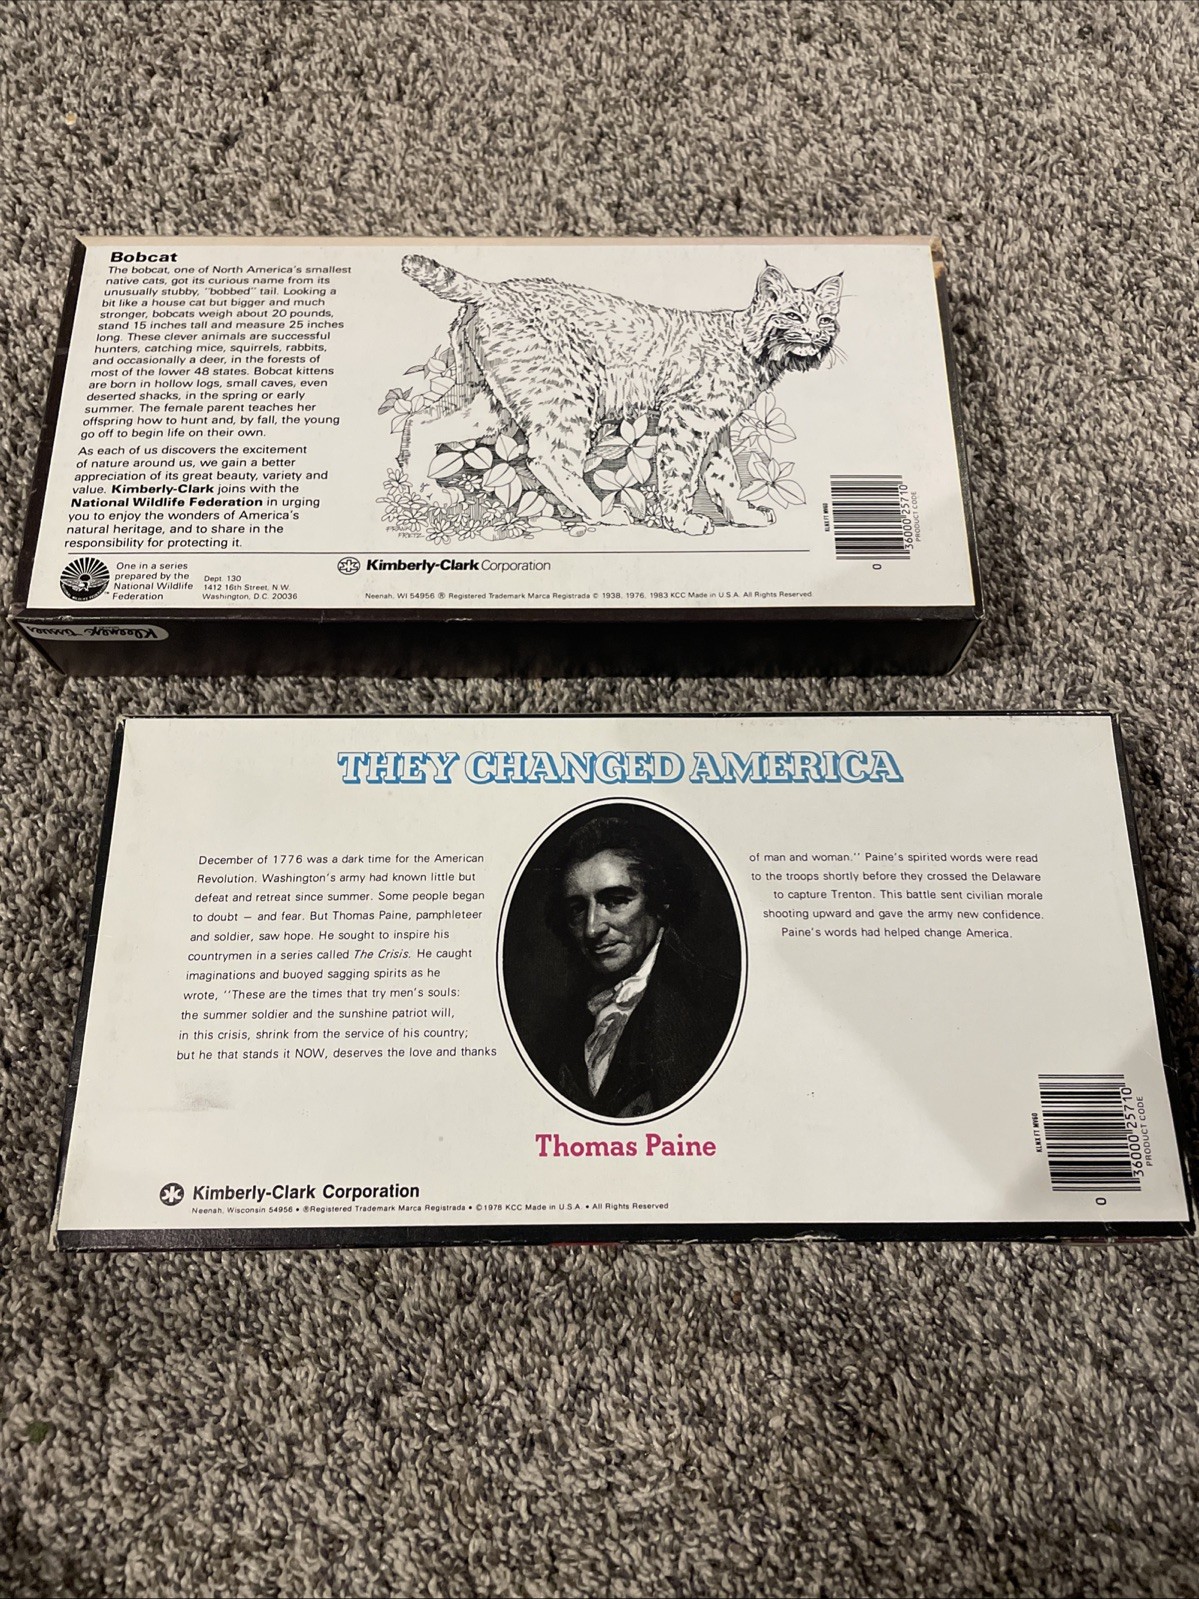 Bobcat
The bobcat, one of North America's smallest
native cats, got its curious name from its
unusually stubby, "bobbed" tail. Looking a
bit like a house cat but bigger and much
stronger, bobcats weigh about 20 pounds,
stand 15 inches tall and measure 25 inches
long. These clever animals are successful
hunters, catching mice, squirrels, rabbits,
and occasionally a deer, in the forests of
most of the lower 48 states. Bobcat kittens
are born in hollow logs, small caves, even
deserted shacks, in the spring or early
summer. The female parent teaches her
offspring how to hunt and, by fall, the young
go off to begin life on their own.
As each of us discovers the excitement
of nature around us, we gain a better
appreciation of its great beauty, variety and
value. Kimberly-Clark joins with the
National Wildlife Federation in urging
you to enjoy the wonders of America's
natural heritage, and to share in the
responsibility for protecting it.
One in a series
prepared by the
National Wildlife
Federation
Dept. 130
1412 16th Street, N.W.
Washington, D.C. 20036
Kimberly-Clark Corporation
Neenah, WI 54956 ® Registered Trademark Marca Registrada © 1938, 1976, 1983 KCC Made in U.S.A. All Rights Reserved.
KLNX FT MV60
0 36000 25710
PRODUCT CODE
Kleenex Tissues
THEY CHANGED AMERICA
December of 1776 was a dark time for the American
Revolution. Washington's army had known little but
defeat and retreat since summer. Some people began
to doubt — and fear. But Thomas Paine, pamphleteer
and soldier, saw hope. He sought to inspire his
countrymen in a series called The Crisis. He caught
imaginations and buoyed sagging spirits as he
wrote, "These are the times that try men's souls:
the summer soldier and the sunshine patriot will,
in this crisis, shrink from the service of his country;
but he that stands it NOW, deserves the love and thanks
of man and woman." Paine's spirited words were read
to the troops shortly before they crossed the Delaware
to capture Trenton. This battle sent civilian morale
shooting upward and gave the army new confidence.
Paine's words had helped change America.
Thomas Paine
Kimberly-Clark Corporation
Neenah, Wisconsin 54956 • ®Registered Trademark Marca Registrada • ©1976 KCC Made in U.S.A. • All Rights Reserved
KLNX FT MV60
0 36000 25710
PRODUCT CODE